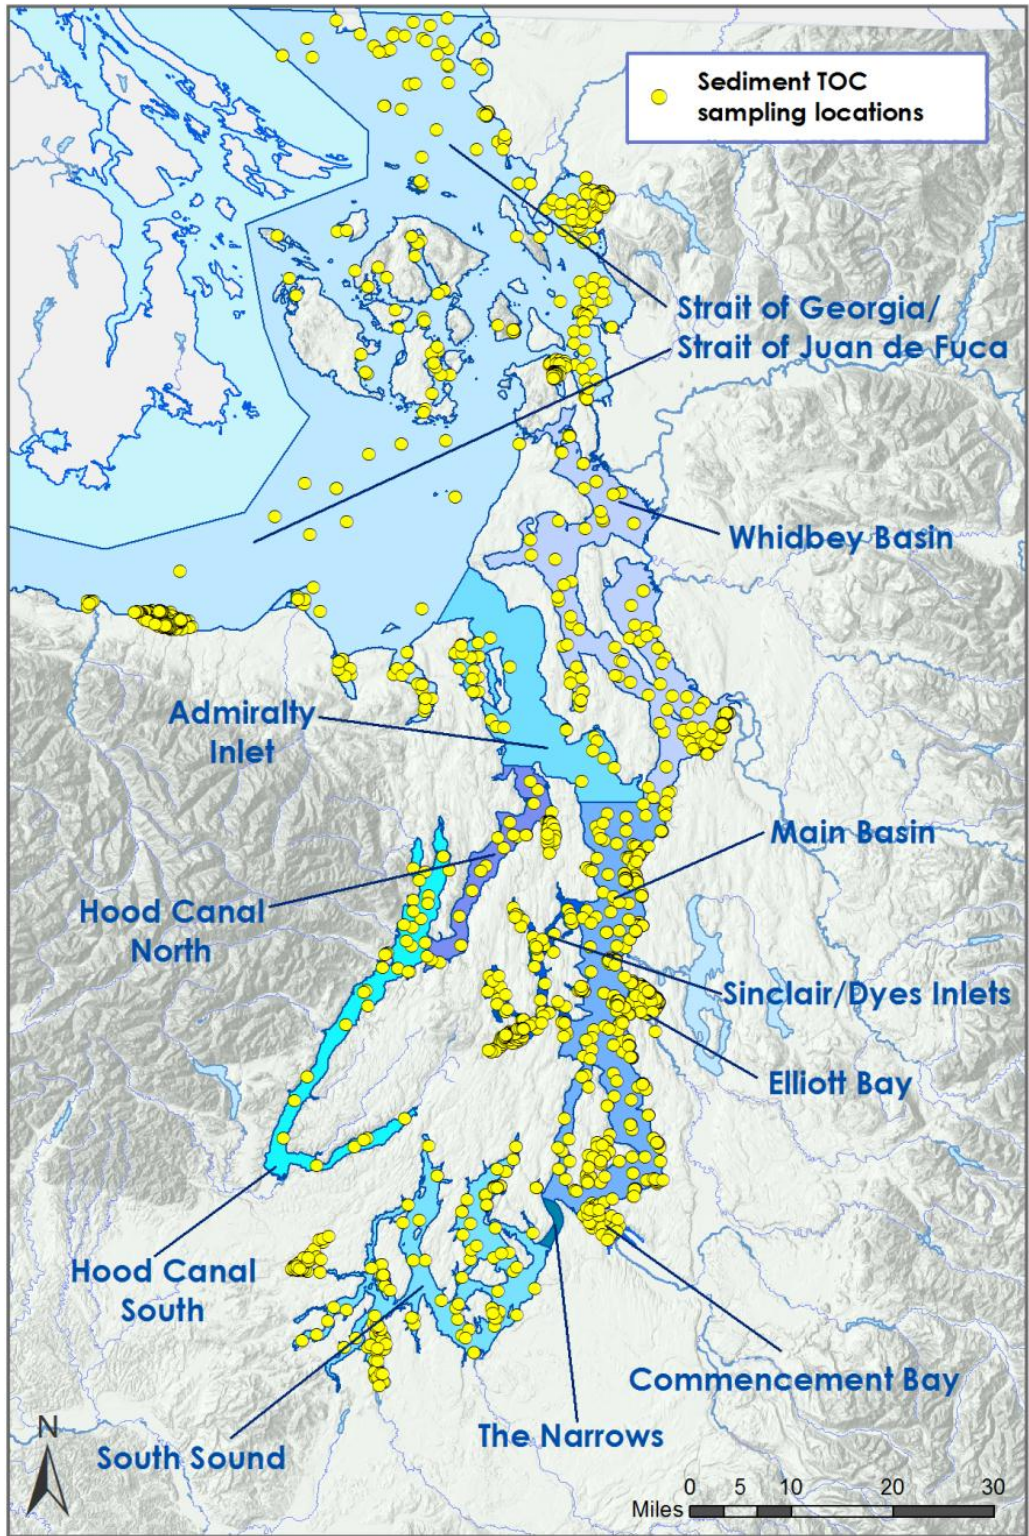 Sediment TOC
sampling locations
Strait of Georgia/
Strait of Juan de Fuca
Whidbey Basin
Admiralty
Inlet
Main Basin
Hood Canal
North
Sinclair/Dyes Inlets
Elliott Bay
Hood Canal
South
Commencement Bay
The Narrows
South Sound
N
0 5 10 20 30
Miles